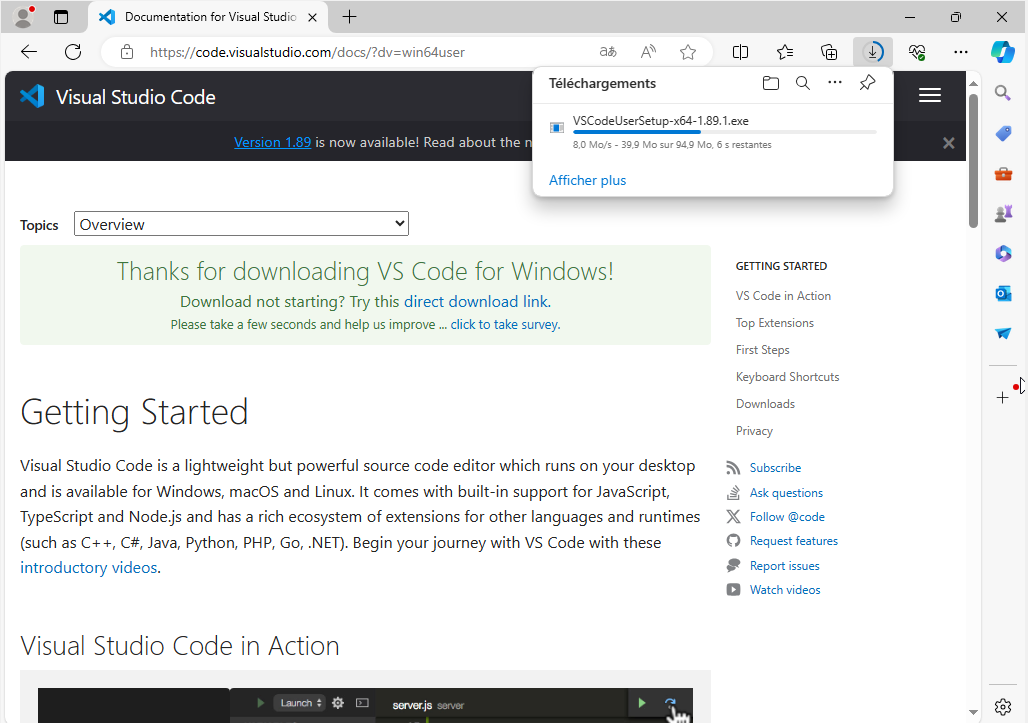 Documentation for Visual Studio
https://code.visualstudio.com/docs/?dv=win64user
Téléchargements
VSCodeUserSetup-x64-1.89.1.exe
8,0 Mo/s - 39,9 Mo sur 94,9 Mo, 6 s restantes
Afficher plus
Visual Studio Code
Version 1.89 is now available! Read about the n
Topics
Overview
Thanks for downloading VS Code for Windows!
Download not starting? Try this direct download link.
Please take a few seconds and help us improve ... click to take survey.
Getting Started
Visual Studio Code is a lightweight but powerful source code editor which runs on your desktop
and is available for Windows, macOS and Linux. It comes with built-in support for JavaScript,
TypeScript and Node.js and has a rich ecosystem of extensions for other languages and runtimes
(such as C++, C#, Java, Python, PHP, Go, .NET). Begin your journey with VS Code with these
introductory videos.
Visual Studio Code in Action
Launch
server.js server
GETTING STARTED
VS Code in Action
Top Extensions
First Steps
Keyboard Shortcuts
Downloads
Privacy
Subscribe
Ask questions
Follow @code
Request features
Report issues
Watch videos